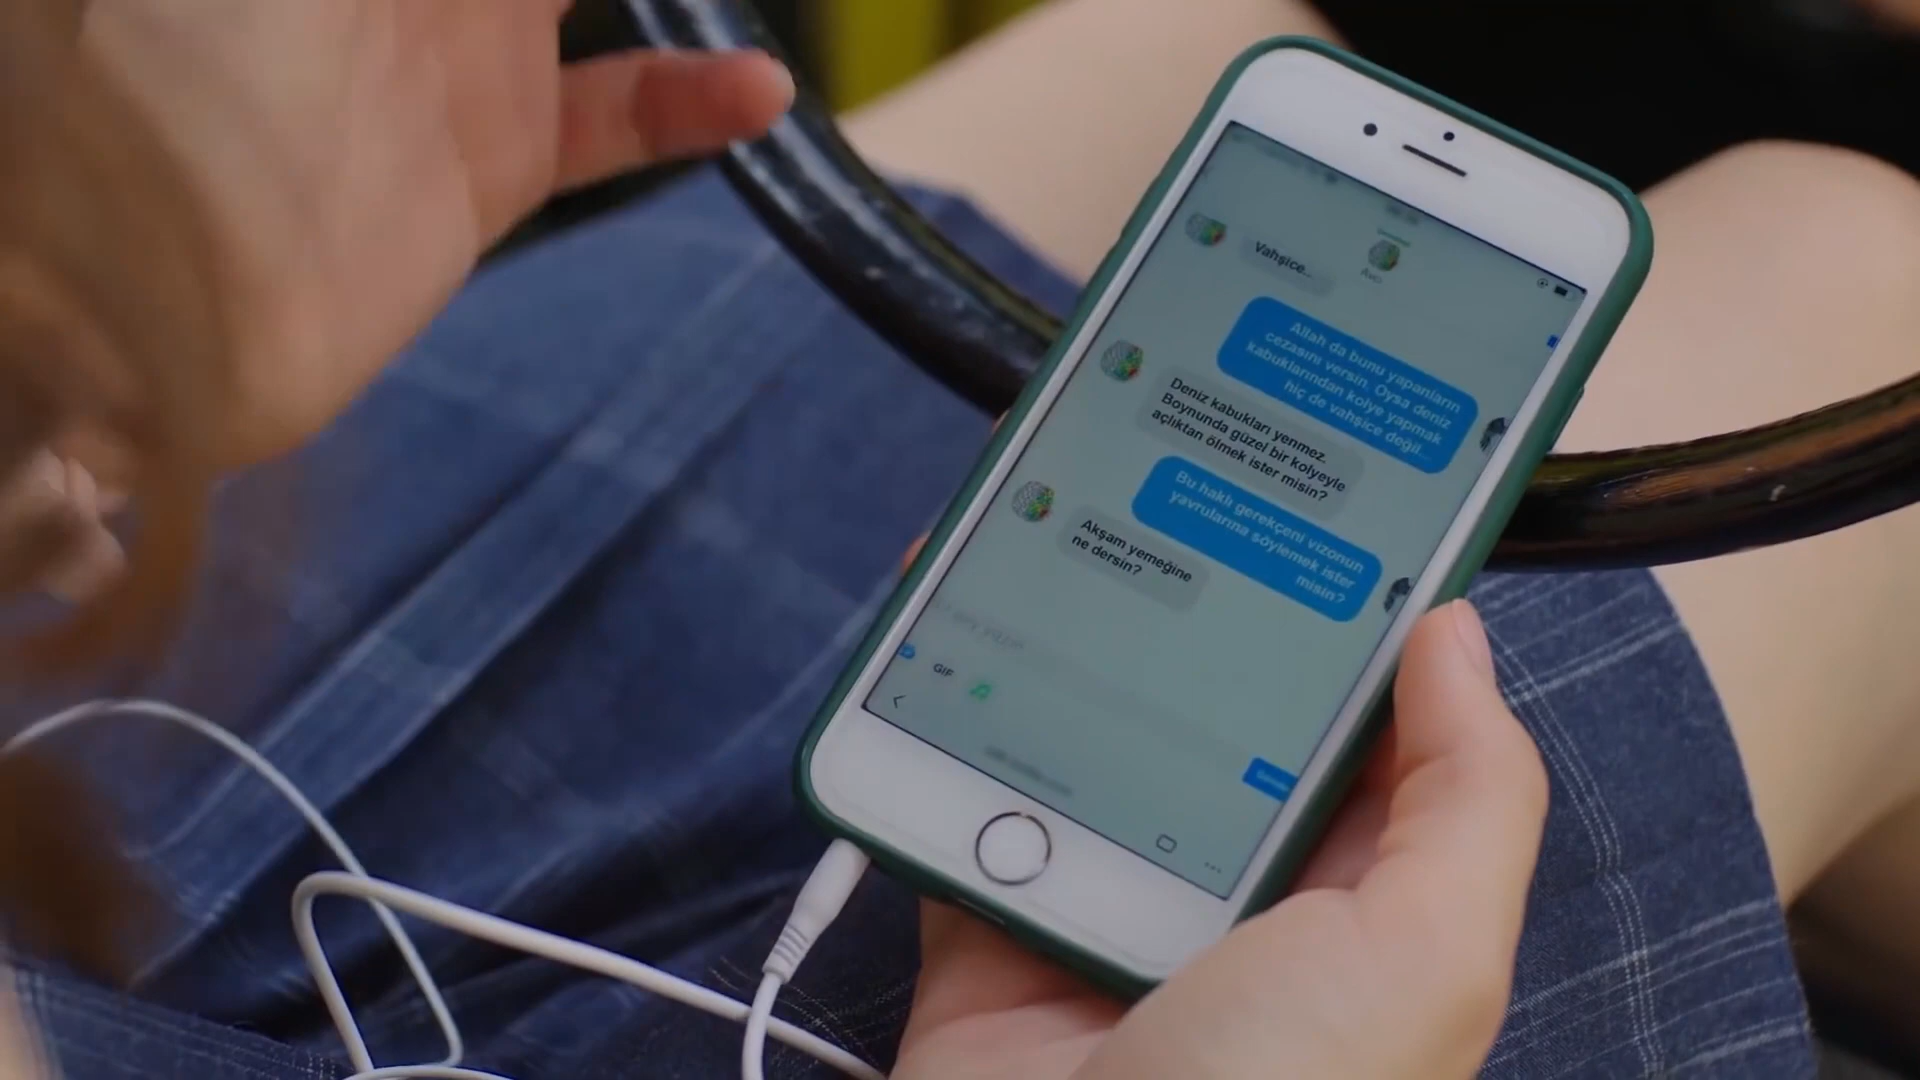 Avcı
Vahşice...
Allah da bunu yapanların
cezasını versin. Oysa deniz
kabuklarından kolye yapmak
hiç de vahşice değil...
Deniz kabukları yenmez.
Boynunda güzel bir kolyeyle
açlıktan ölmek ister misin?
Bu haklı gerekçeni vizonun
yavrularına söylemek ister
misin?
Akşam yemeğine
ne dersin?
GIF